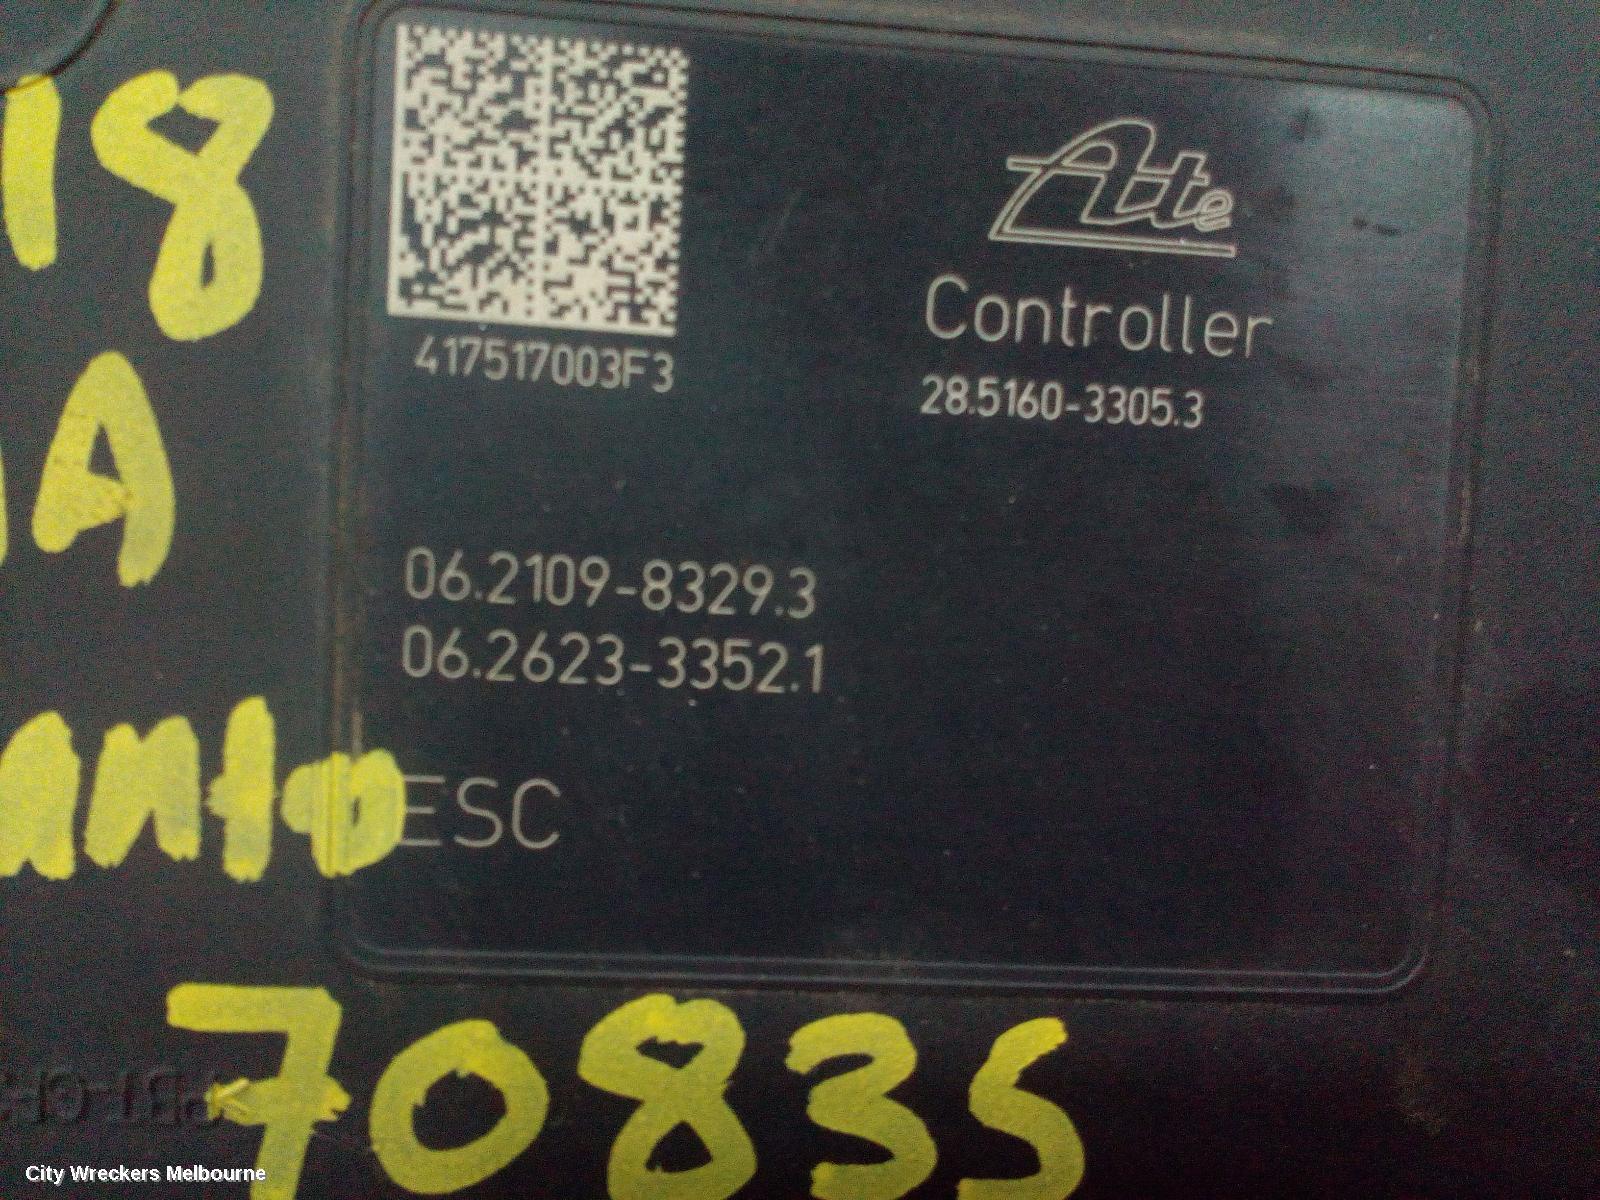 18
Ate
Controller
417517003F3
28.5160-3305.3
A
06.2109-8329.3
06.2623-3352.1
ESC
70835
City Wreckers Melbourne